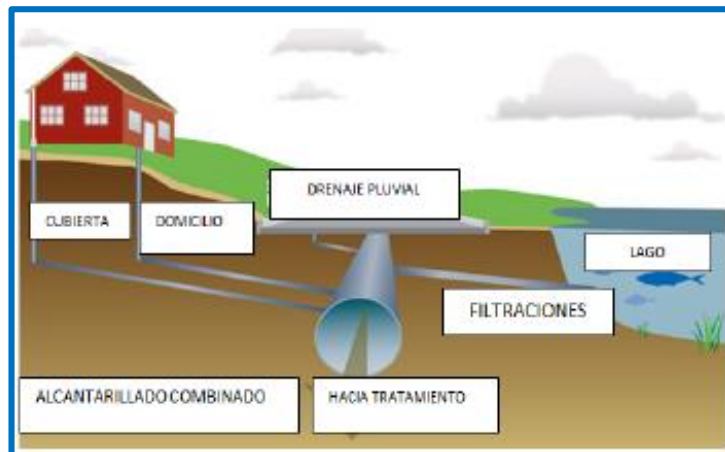 DRENAJE PLUVIAL
CUBIERTA
DOMICILIO
LAGO
FILTRACIONES
ALCANTARILLADO COMBINADO
HACIA TRATAMIENTO